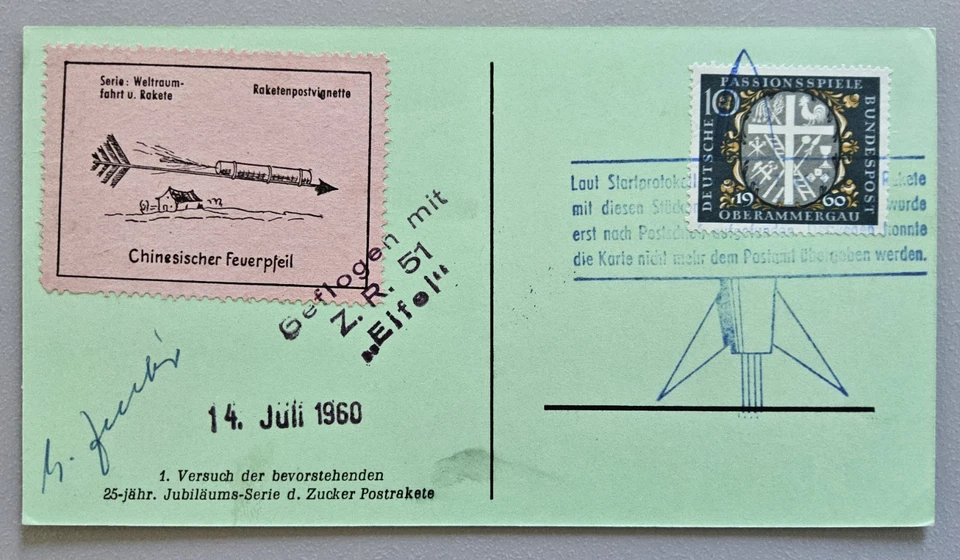 Serie: Weltraum-
fahrt u. Rakete
Raketenpostvignette
Chinesischer Feuerpfeil
Geflogen mit
Z. R. 51
„Eifel“
14. Juli 1960
1. Versuch der bevorstehenden
25-jähr. Jubiläums-Serie d. Zucker Postrakete
10
PASSIONSSPIELE
DEUTSCHE
BUNDESPOST
1960
OBERAMMERGAU
Laut Startprotokoll Rakete
mit diesen wurde
erst nach konnte
die Karte nicht mehr dem Postamt übergeben werden.